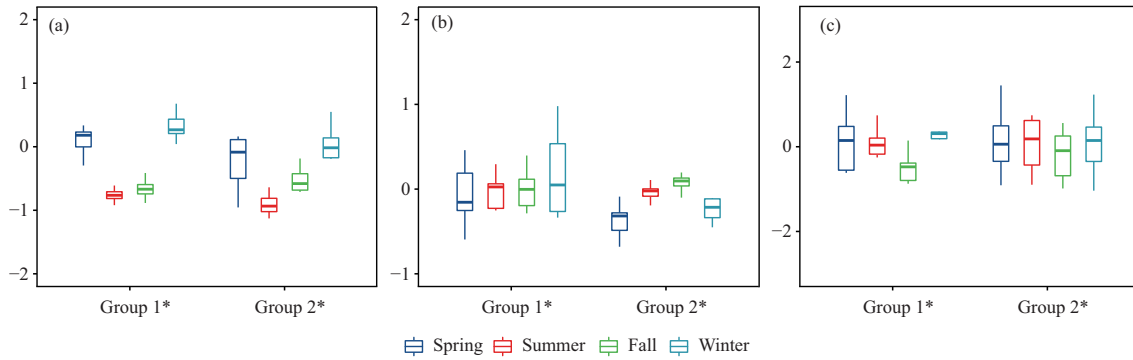 (a)
2
1
0
−1
−2
Group 1*
Group 2*
(b)
2
1
0
−1
Group 1*
Group 2*
(c)
2
0
−2
Group 1*
Group 2*
Spring Summer Fall Winter